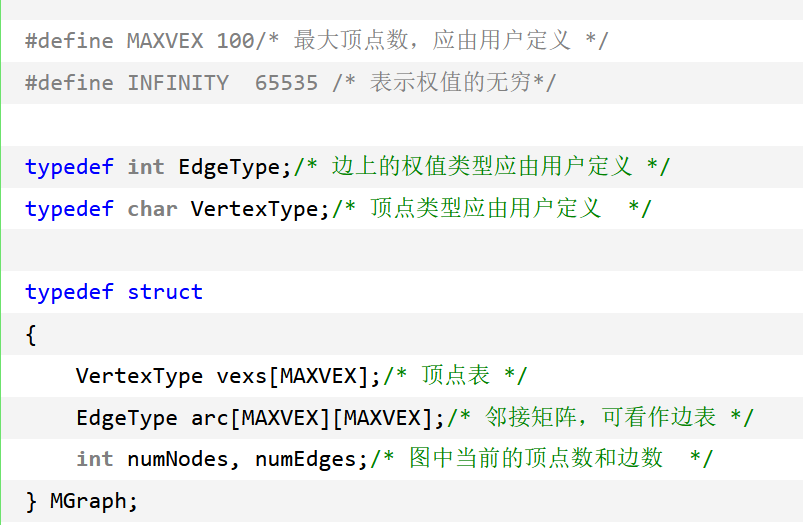 #define MAXVEX 100/* 最大顶点数，应由用户定义 */
#define INFINITY  65535 /* 表示权值的无穷*/
typedef int EdgeType;/* 边上的权值类型应由用户定义 */
typedef char VertexType;/* 顶点类型应由用户定义  */
typedef struct
{
    VertexType vexs[MAXVEX];/* 顶点表 */
    EdgeType arc[MAXVEX][MAXVEX];/* 邻接矩阵，可看作边表 */
    int numNodes, numEdges;/* 图中当前的顶点数和边数  */
} MGraph;